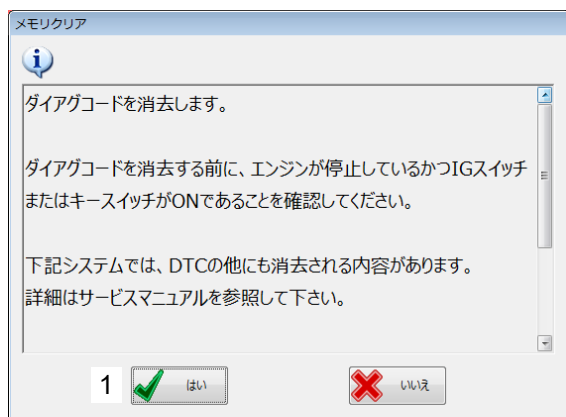 メモリクリア
ダイアグコードを消去します。
ダイアグコードを消去する前に、エンジンが停止しているかつIGスイッチ
またはキースイッチがONであることを確認してください。
下記システムでは、DTCの他にも消去される内容があります。
詳細はサービスマニュアルを参照して下さい。
1 はい いいえ